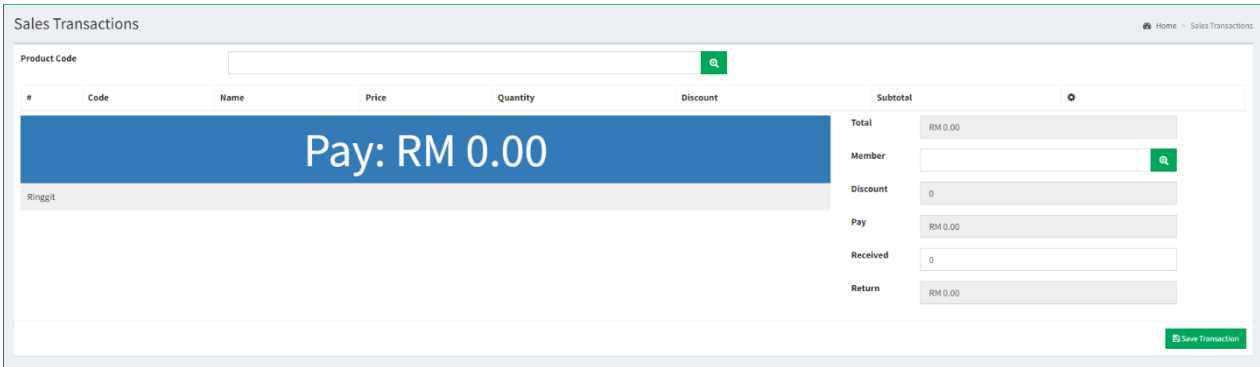 Sales Transactions
Home > Sales Transactions
Product Code
# Code Name Price Quantity Discount Subtotal
Pay: RM 0.00
Ringgit
Total RM 0.00
Member
Discount 0
Pay RM 0.00
Received 0
Return RM 0.00
Save Transaction